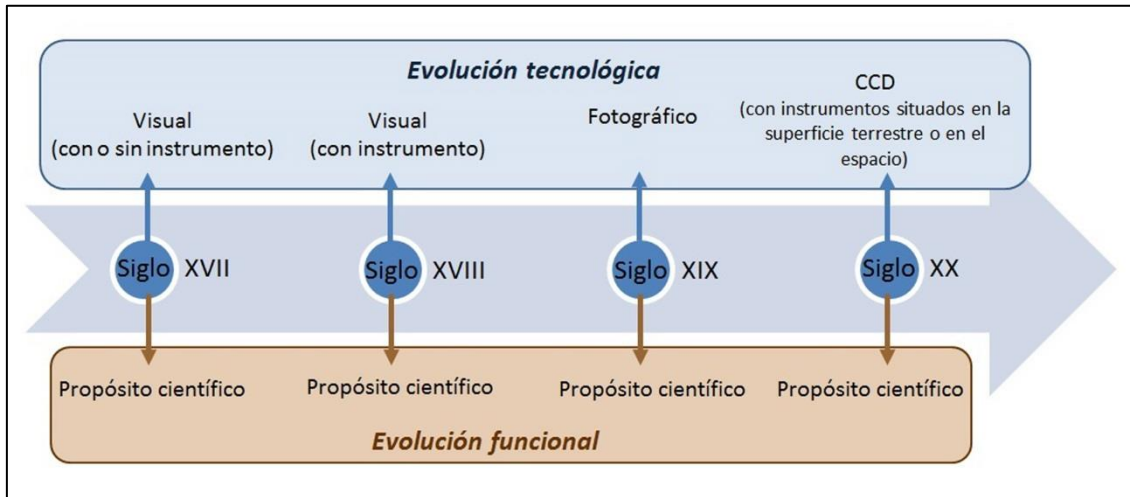 Evolución tecnológica
Visual
(con o sin instrumento)
Visual
(con instrumento)
Fotográfico
CCD
(con instrumentos situados en la
superficie terrestre o en el
espacio)
Siglo XVII
Siglo XVIII
Siglo XIX
Siglo XX
Propósito científico
Propósito científico
Propósito científico
Propósito científico
Evolución funcional